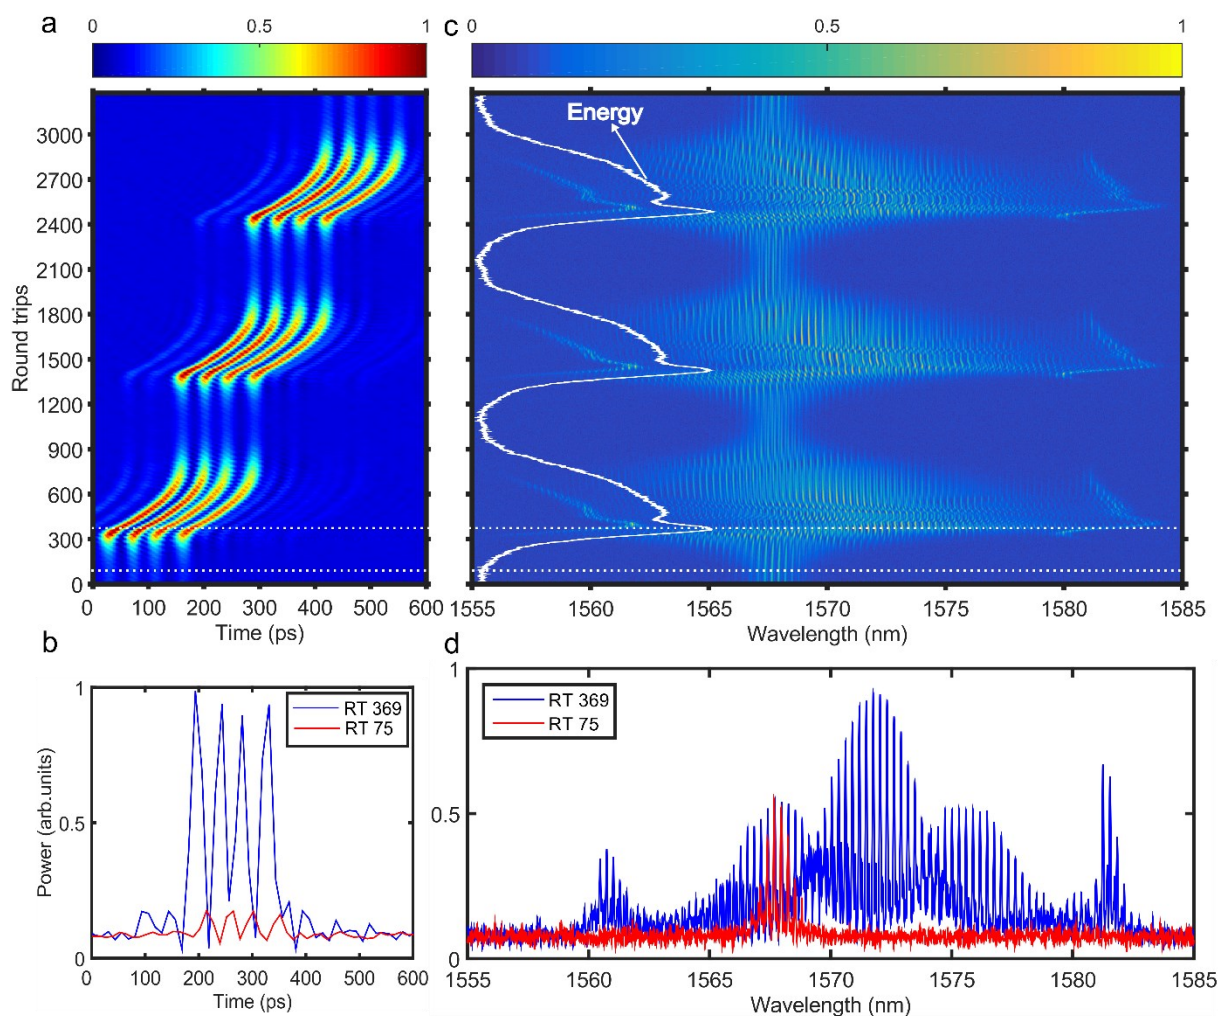 a
0 0.5 1
c
0 0.5 1
Round trips
3000
2700
2400
2100
1800
1500
1200
900
600
300
0
Energy
0 100 200 300 400 500 600
Time (ps)
1555 1560 1565 1570 1575 1580 1585
Wavelength (nm)
b
Power (arb.units)
1
0.5
0
RT 369
RT 75
0 100 200 300 400 500 600
Time (ps)
d
1
0.5
0
RT 369
RT 75
1555 1560 1565 1570 1575 1580 1585
Wavelength (nm)